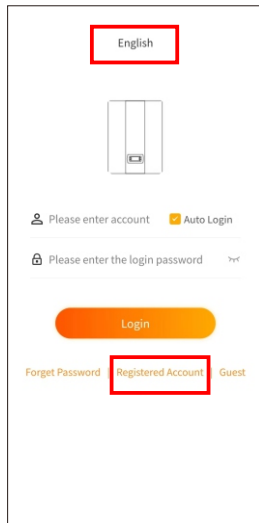 English
Please enter account Auto Login
Please enter the login password
Login
Forget Password | Registered Account | Guest